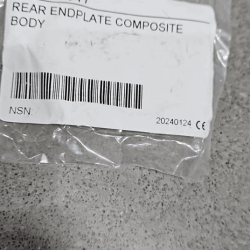 REAR ENDPLATE COMPOSITE
BODY
NSN
20240124 CE